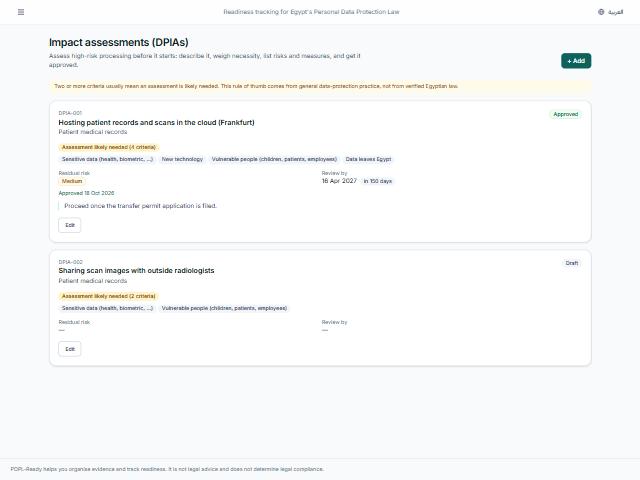 Readiness tracking for Egypt's Personal Data Protection Law
العربية
Impact assessments (DPIAs)
Assess high-risk processing before it starts: describe it, weigh necessity, list risks and measures, and get it
approved.
+ Add
Two or more criteria usually mean an assessment is likely needed. This rule of thumb comes from general data-protection practice, not from verified Egyptian law.
DPIA-001
Approved
Hosting patient records and scans in the cloud (Frankfurt)
Patient medical records
Assessment likely needed (4 criteria)
Sensitive data (health, biometric, …) New technology Vulnerable people (children, patients, employees) Data leaves Egypt
Residual risk Review by
Medium 16 Apr 2027 in 150 days
Approved 18 Oct 2026
Proceed once the transfer permit application is filed.
Edit
DPIA-002
Draft
Sharing scan images with outside radiologists
Patient medical records
Assessment likely needed (2 criteria)
Sensitive data (health, biometric, …) Vulnerable people (children, patients, employees)
Residual risk Review by
— —
Edit
PDPL-Ready helps you organise evidence and track readiness. It is not legal advice and does not determine legal compliance.